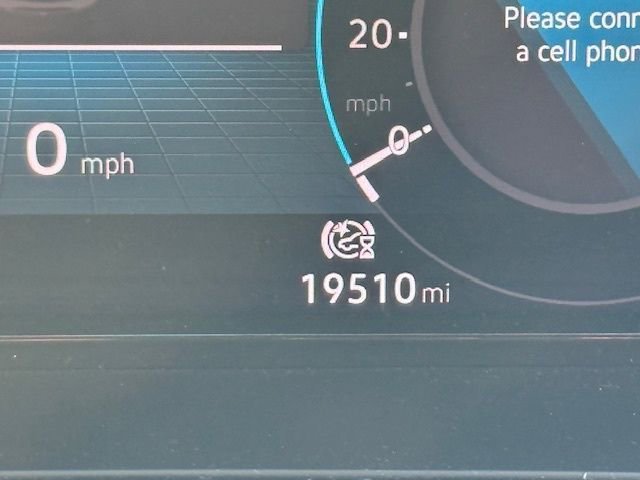 Please conn
a cell phon
20
mph
0
0 mph
19510 mi